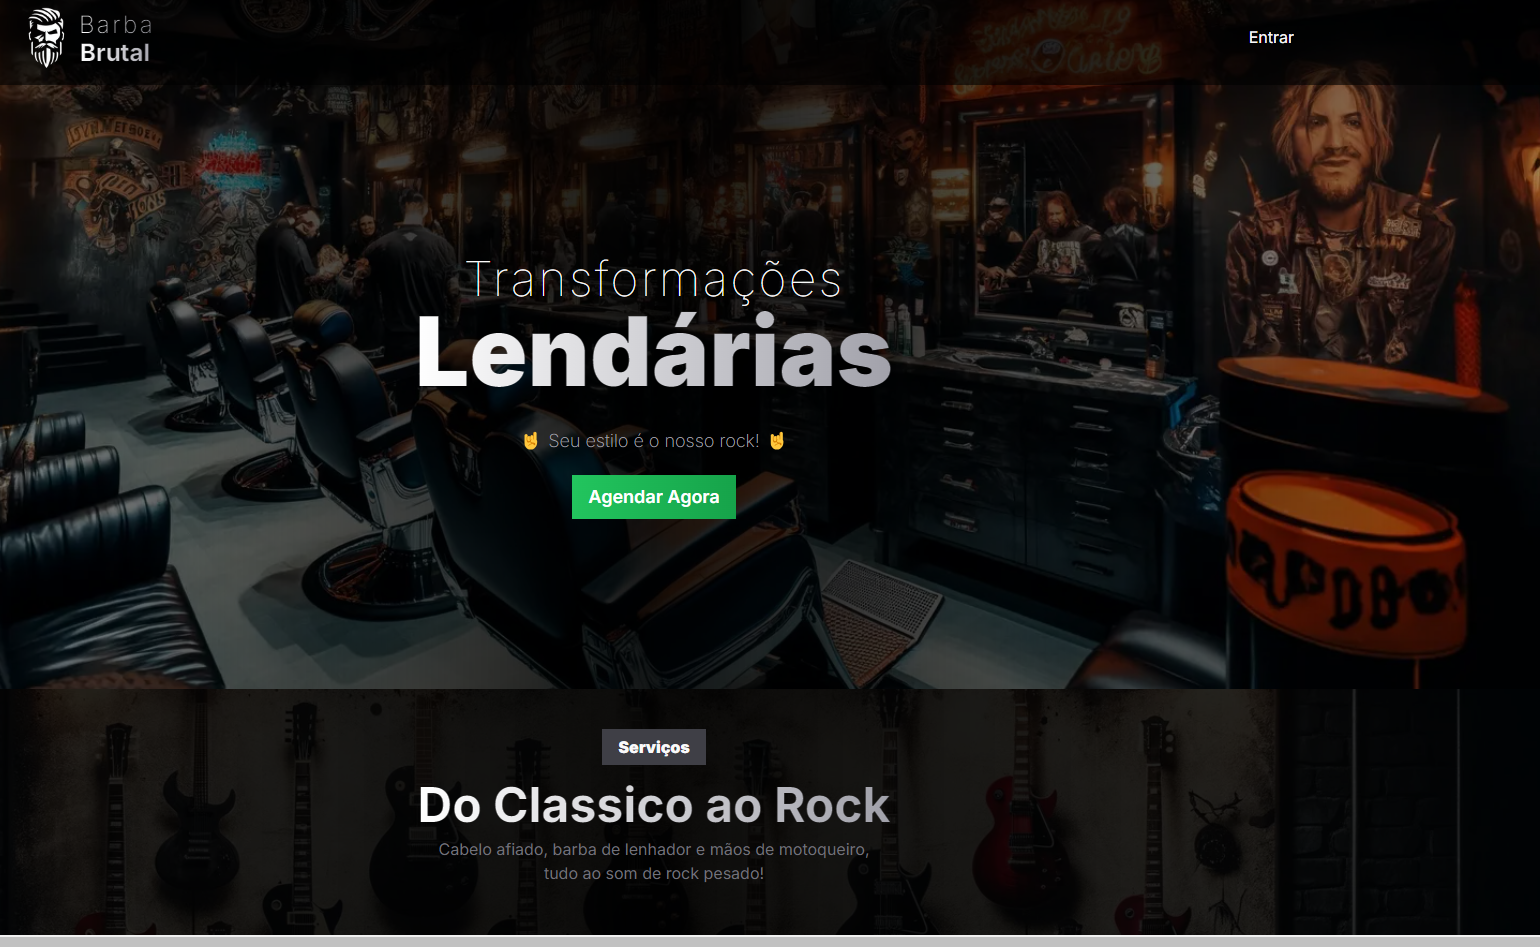 Barba
Brutal
Entrar
Transformações
Lendárias
🤘 Seu estilo é o nosso rock! 🤘
Agendar Agora
Serviços
Do Classico ao Rock
Cabelo afiado, barba de lenhador e mãos de motoqueiro,
tudo ao som de rock pesado!